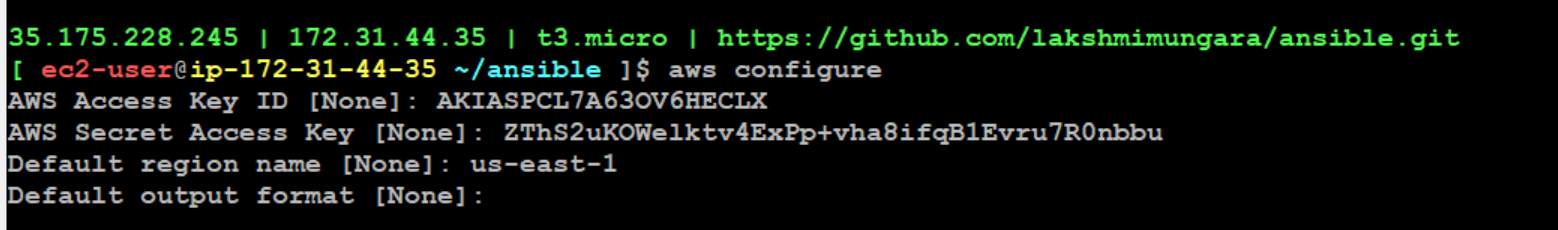 35.175.228.245 | 172.31.44.35 | t3.micro | https://github.com/lakshmimungara/ansible.git
[ ec2-user@ip-172-31-44-35 ~/ansible ]$ aws configure
AWS Access Key ID [None]: AKIASPCL7A63OV6HECLX
AWS Secret Access Key [None]: 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
Default region name [None]: us-east-1
Default output format [None]: